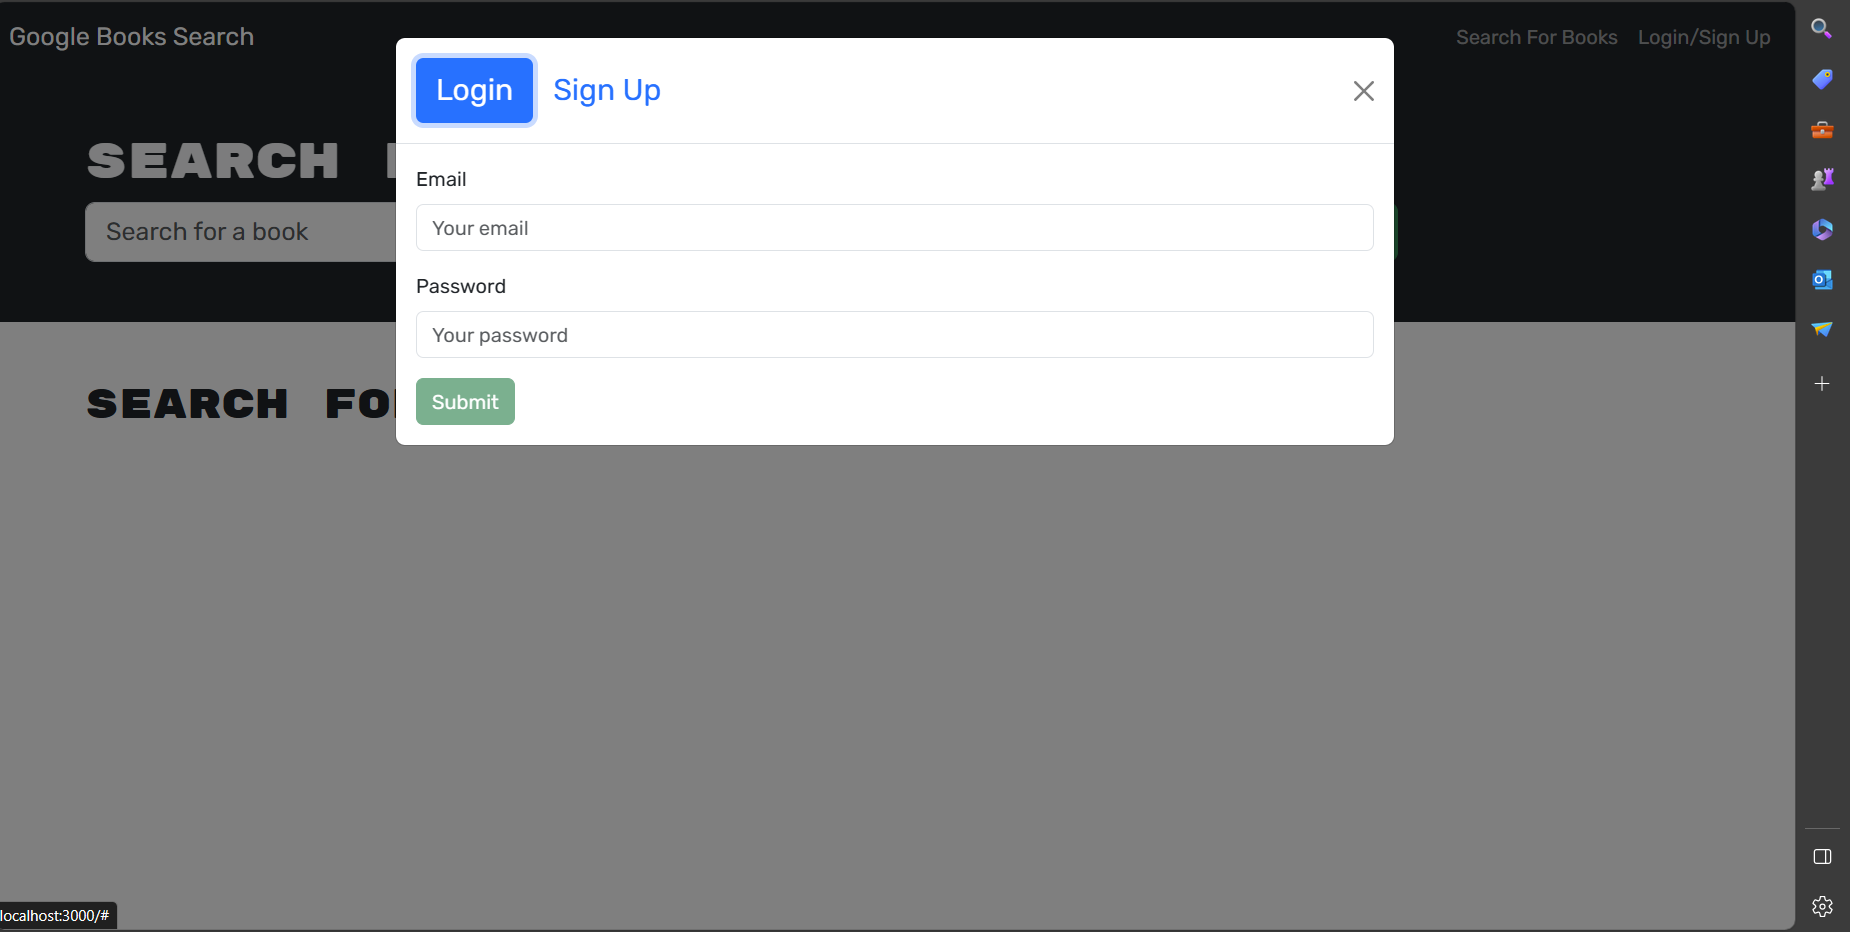 Google Books Search
Search For Books
Login/Sign Up
Login
Sign Up
SEARCH
Search for a book
Email
Your email
Password
Your password
Submit
SEARCH
localhost:3000/#